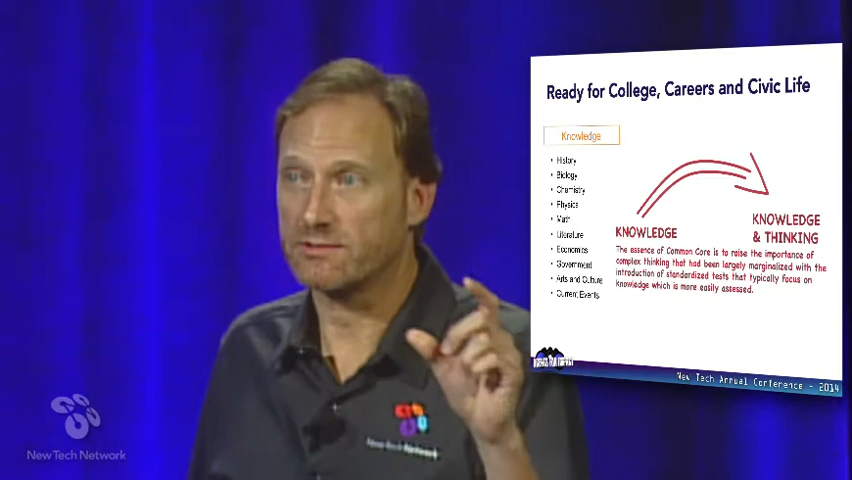 Ready for College, Careers and Civic Life
Knowledge
• History
• Biology
• Chemistry
• Physics
• Math
• Literature
• Economics
• Government
• Arts and Culture
• Current Events
KNOWLEDGE
KNOWLEDGE
& THINKING
The essence of Common Core is to raise the importance of
complex thinking that had been largely marginalized with the
introduction of standardized tests that typically focus on
knowledge which is more easily assessed.
New Tech Annual Conference - 2014
New Tech Network
New Tech Network